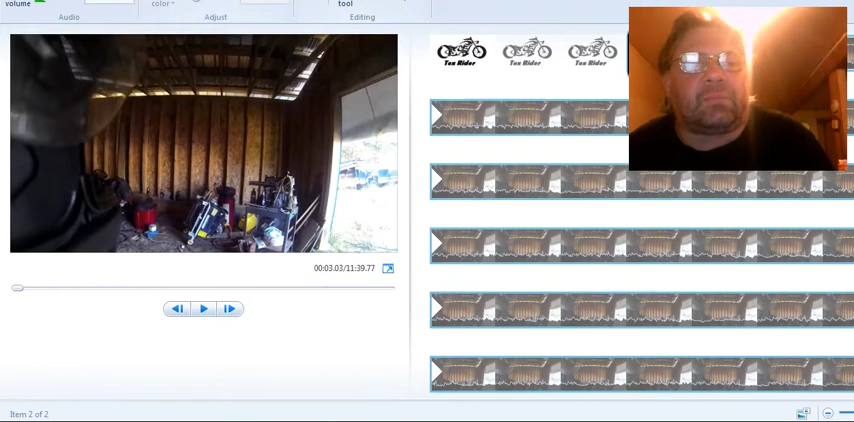 volume
color
tool
Audio
Adjust
Editing
Tex Rider
Tex Rider
Tex Rider
00:03.03/11:39.77
Item 2 of 2